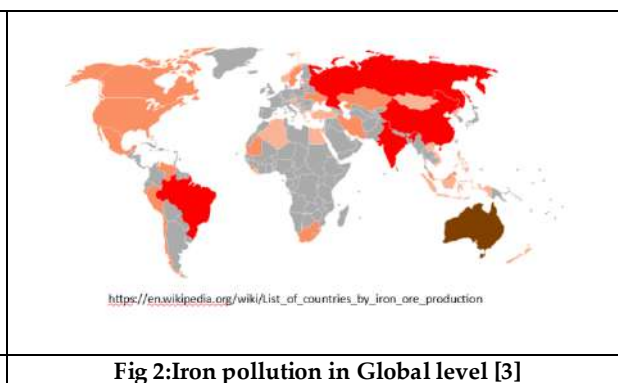 https://en.wikipedia.org/wiki/List_of_countries_by_iron_ore_production
Fig 2:Iron pollution in Global level [3]